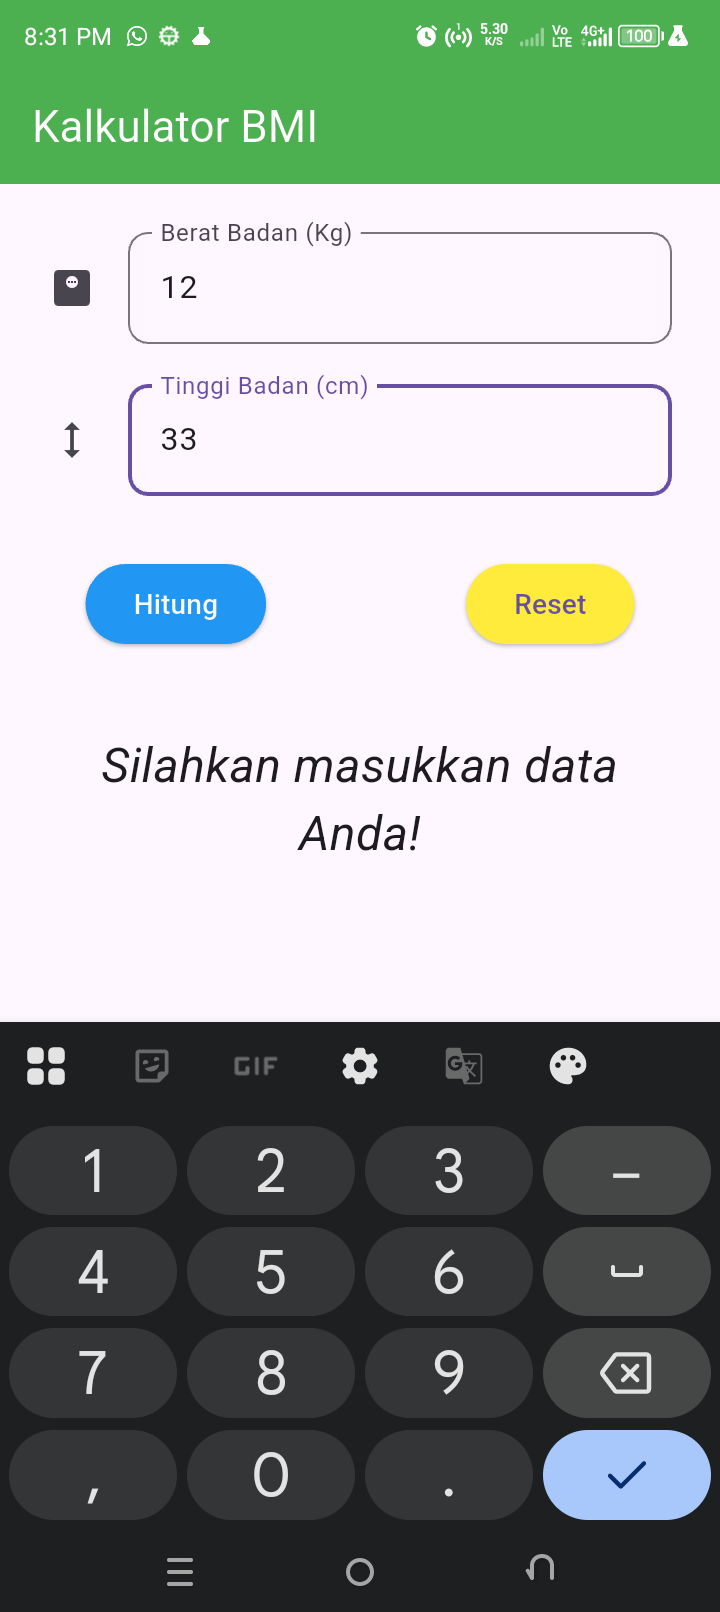 8:31 PM 5.30 K/S Vo LTE 4G+ 100
Kalkulator BMI
Berat Badan (Kg)
12
Tinggi Badan (cm)
33
Hitung Reset
Silahkan masukkan data
Anda!
GIF G
1 2 3 –
4 5 6
7 8 9
, 0 .